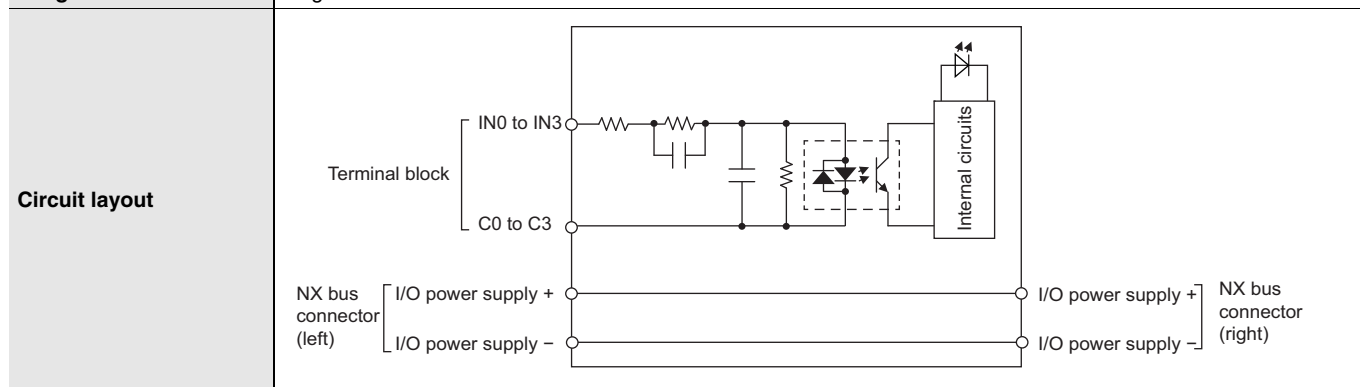 Circuit layout
Terminal block
IN0 to IN3
C0 to C3
Internal circuits
NX bus
connector
(left)
I/O power supply +
I/O power supply −
I/O power supply +
I/O power supply −
NX bus
connector
(right)